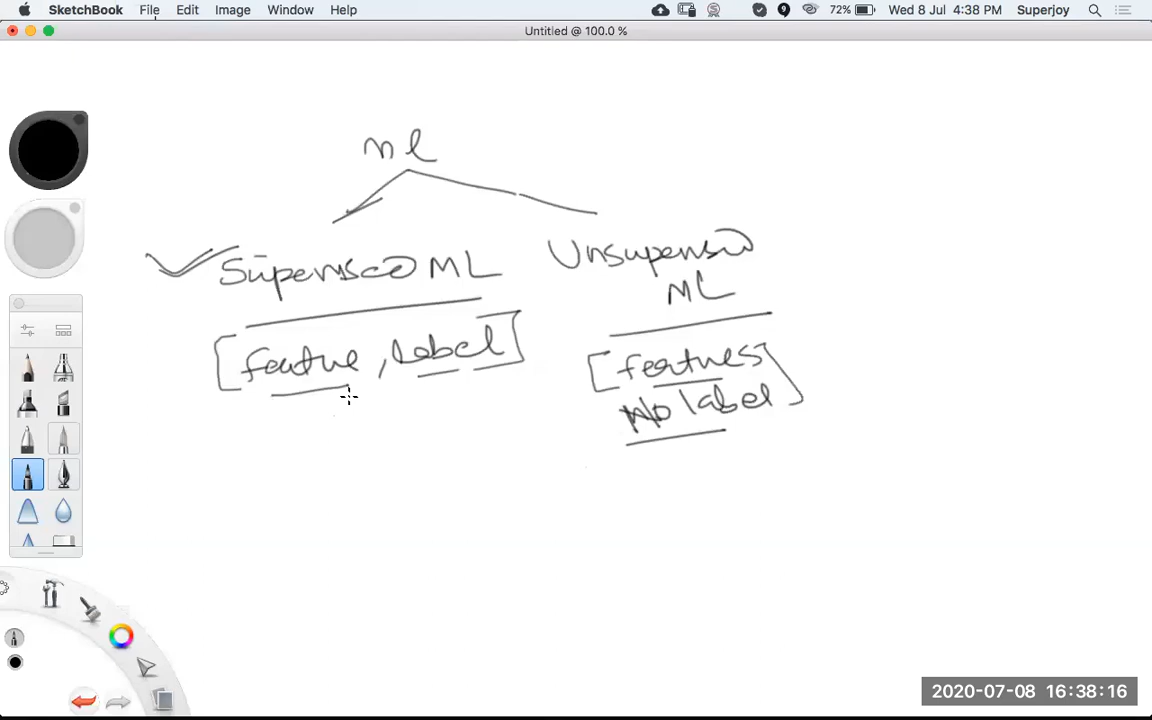 SketchBook File Edit Image Window Help 72% Wed 8 Jul 4:38 PM Superjoy
Untitled @ 100.0 %
ml
Supervised ML
Unsupervised
ML
[feature, label]
[features
No label]
2020-07-08 16:38:16